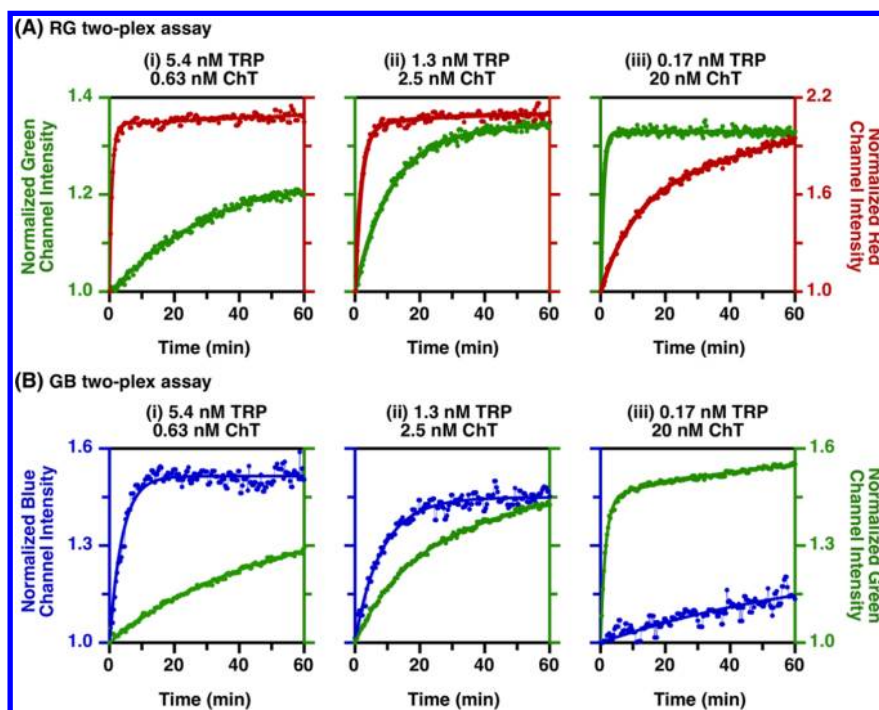 (A) RG two-plex assay
(i) 5.4 nM TRP
0.63 nM ChT
(ii) 1.3 nM TRP
2.5 nM ChT
(iii) 0.17 nM TRP
20 nM ChT
Normalized Green
Channel Intensity
1.4
1.2
1.0
2.2
1.6
1.0
Normalized Red
Channel Intensity
0 20 40 60
0 20 40 60
0 20 40 60
Time (min)
Time (min)
Time (min)
(B) GB two-plex assay
(i) 5.4 nM TRP
0.63 nM ChT
(ii) 1.3 nM TRP
2.5 nM ChT
(iii) 0.17 nM TRP
20 nM ChT
Normalized Blue
Channel Intensity
1.6
1.3
1.0
1.6
1.3
1.0
Normalized Green
Channel Intensity
0 20 40 60
0 20 40 60
0 20 40 60
Time (min)
Time (min)
Time (min)